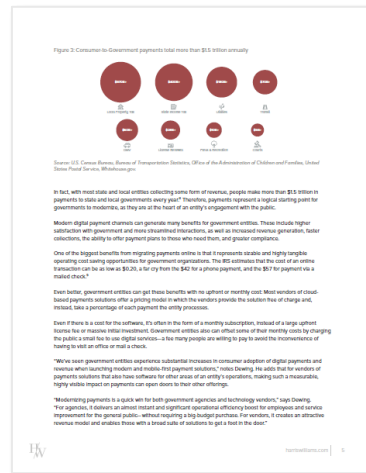 Figure 3: Consumer-to-Government payments total more than $1.5 trillion annually
Source: U.S. Census Bureau, Bureau of Transportation Statistics, Office of the Administration of Children and Families, United
States Postal Service, Whitehouse.gov.
In fact, with most state and local entities collecting some form of revenue, people make more than $1.5 trillion in
payments to state and local governments every year.⁸ Therefore, payments represent a logical starting point for
governments to modernize, as they are at the heart of an entity's engagement with the public.
Modern digital payment channels can generate many benefits for government entities. These include higher
satisfaction with government and more streamlined interactions, as well as increased revenue generation, faster
collections, the ability to offer payment plans to those who need them, and greater compliance.
One of the biggest benefits from migrating payments online is that it represents sizable and highly tangible
operating cost saving opportunities for government organizations. The IRS estimates that the cost of an online
transaction can be as low as $0.20, a far cry from the $42 for a phone payment, and the $57 for payment via a
mailed check.⁹
Even better, government entities can get these benefits with no upfront or monthly cost: Most vendors of cloud-
based payments solutions offer a pricing model in which the vendors provide the solution free of charge and,
instead, take a percentage of each payment the entity processes.
Even if there is a cost for the software, it's often in the form of a monthly subscription, instead of a large upfront
license fee or massive initial investment. Government entities also can offset some of their monthly costs by charging
the public a small fee to use digital services—a fee many people are willing to pay to avoid the inconvenience of
having to visit an office or mail a check.
"We've seen government entities experience substantial increases in consumer adoption of digital payments and
revenue when launching modern and mobile-first payment solutions," notes Dewing. He adds that for vendors of
payments solutions that also have software for other areas of an entity's operations, making such a measurable,
highly visible impact on payments can open doors to their other offerings.
"Modernizing payments is a quick win for both government agencies and technology vendors," says Dewing.
"For agencies, it delivers an almost instant and significant operational efficiency boost for employees and service
improvement for the general public—without requiring a big-budget purchase. For vendors, it creates an attractive
revenue model and enables those with a broad suite of solutions to get a foot in the door."
HW
harriswilliams.com